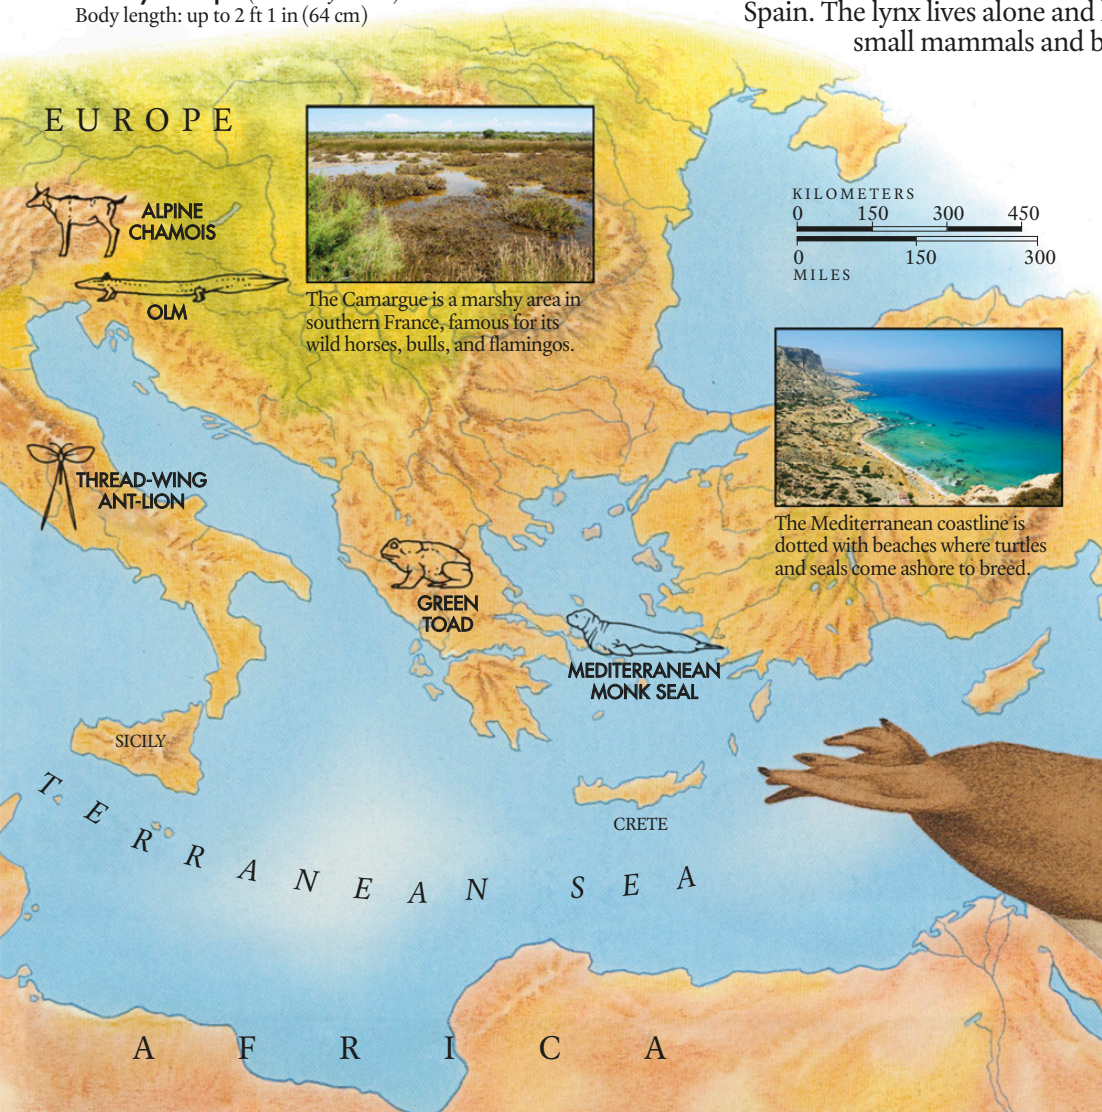 Body length: up to 2 ft 1 in (64 cm)
Spain. The lynx lives alone and
small mammals and
EUROPE
ALPINE
CHAMOIS
OLM
The Camargue is a marshy area in
southern France, famous for its
wild horses, bulls, and flamingos.
KILOMETERS
0 150 300 450
0 150 300
MILES
The Mediterranean coastline is
dotted with beaches where turtles
and seals come ashore to breed.
THREAD-WING
ANT-LION
GREEN
TOAD
MEDITERRANEAN
MONK SEAL
SICILY
CRETE
TERRANEAN SEA
AFRICA